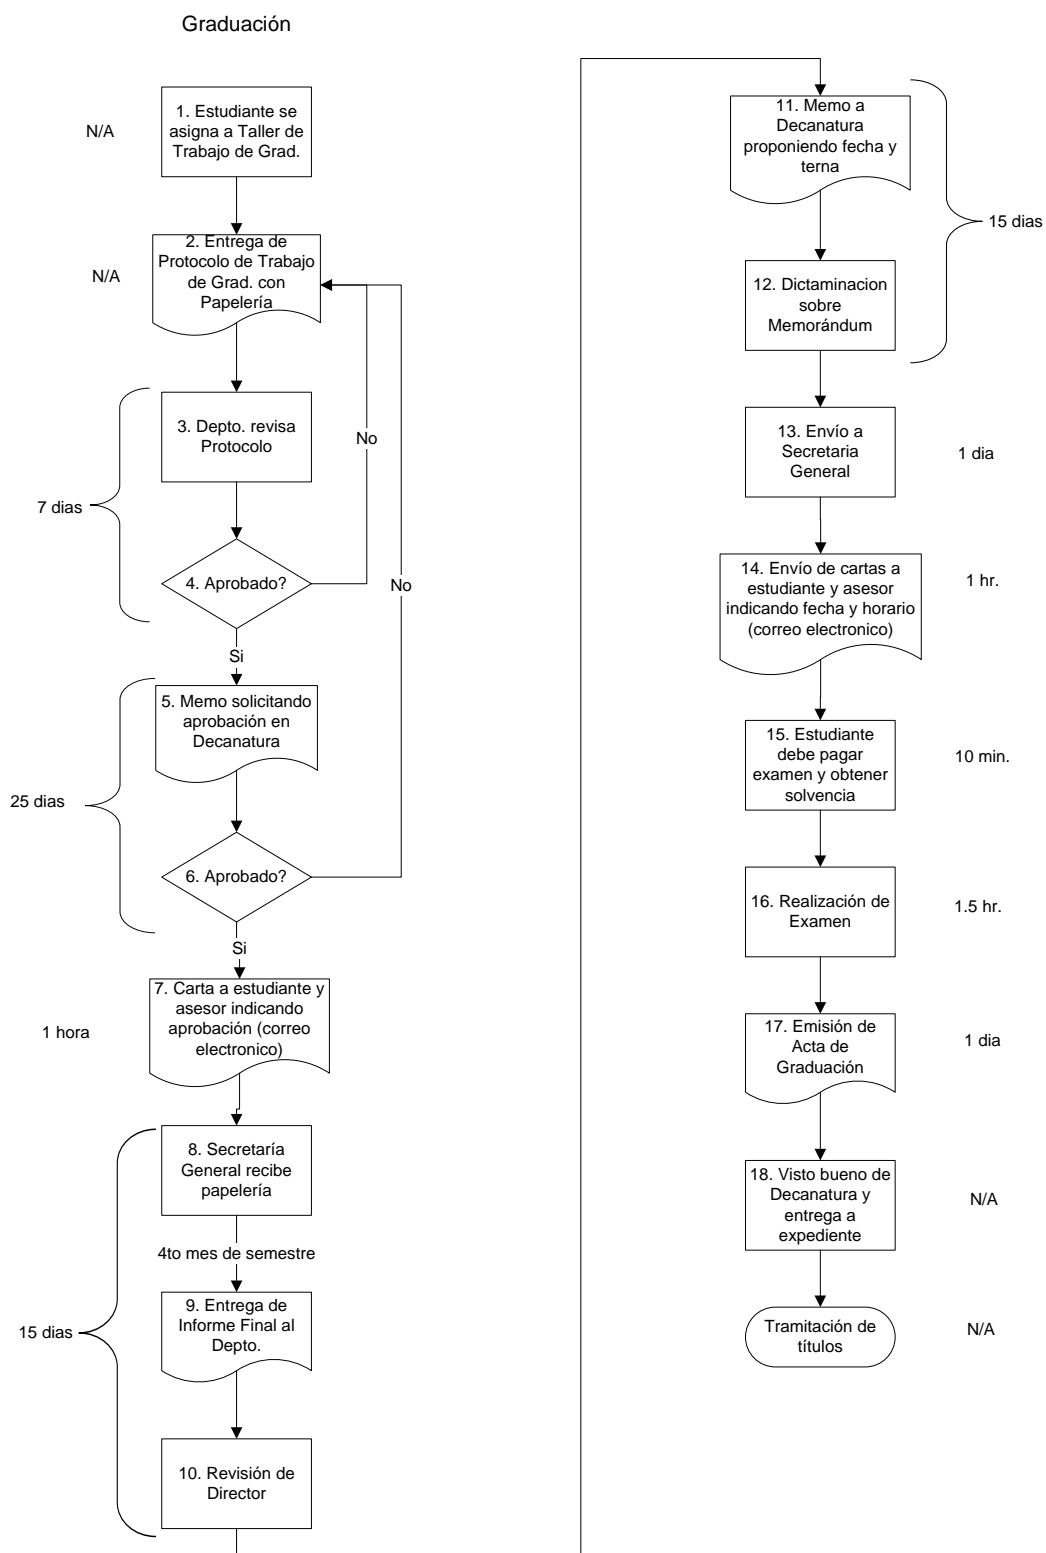 Graduación
1. Estudiante se
asigna a Taller de
Trabajo de Grad.
N/A
2. Entrega de
Protocolo de Trabajo
de Grad. con
Papelería
N/A
3. Depto. revisa
Protocolo
No
7 dias
4. Aprobado?
No
Si
5. Memo solicitando
aprobación en
Decanatura
25 dias
6. Aprobado?
Si
7. Carta a estudiante y
asesor indicando
aprobación (correo
electronico)
1 hora
8. Secretaría
General recibe
papelería
4to mes de semestre
9. Entrega de
Informe Final al
Depto.
15 dias
10. Revisión de
Director
11. Memo a
Decanatura
proponiendo fecha y
terna
15 dias
12. Dictaminacion
sobre
Memorándum
13. Envío a
Secretaria
General
1 dia
14. Envío de cartas a
estudiante y asesor
indicando fecha y horario
(correo electronico)
1 hr.
15. Estudiante
debe pagar
examen y obtener
solvencia
10 min.
16. Realización de
Examen
1.5 hr.
17. Emisión de
Acta de
Graduación
1 dia
18. Visto bueno de
Decanatura y
entrega a
expediente
N/A
Tramitación de
títulos
N/A